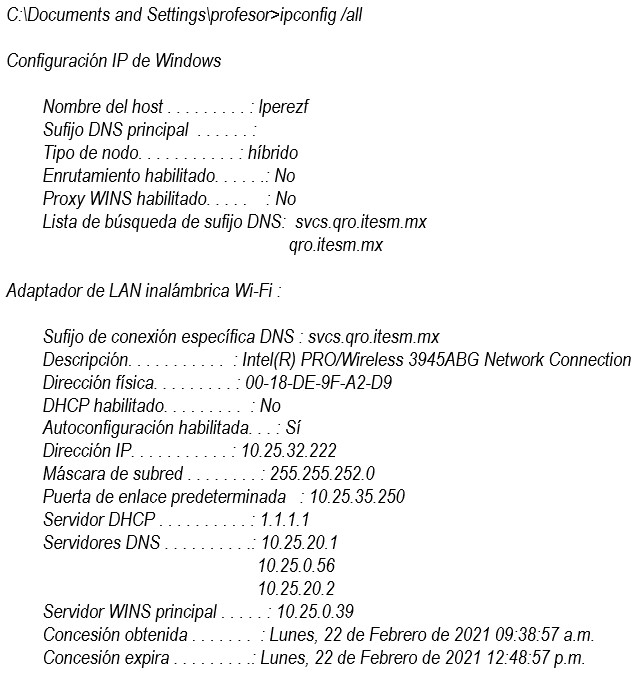 C:\Documents and Settings\profesor>ipconfig /all
Configuración IP de Windows
Nombre del host . . . . . . . . . . : lperezf
Sufijo DNS principal . . . . . . :
Tipo de nodo. . . . . . . . . . . . : híbrido
Enrutamiento habilitado. . . . . .: No
Proxy WINS habilitado. . . . . : No
Lista de búsqueda de sufijo DNS: svcs.qro.itesm.mx
qro.itesm.mx
Adaptador de LAN inalámbrica Wi-Fi :
Sufijo de conexión específica DNS : svcs.qro.itesm.mx
Descripción. . . . . . . . . . . : Intel(R) PRO/Wireless 3945ABG Network Connection
Dirección física. . . . . . . . . : 00-18-DE-9F-A2-D9
DHCP habilitado. . . . . . . . . : No
Autoconfiguración habilitada. . . : Sí
Dirección IP. . . . . . . . . . . . : 10.25.32.222
Máscara de subred . . . . . . . . : 255.255.252.0
Puerta de enlace predeterminada : 10.25.35.250
Servidor DHCP . . . . . . . . . . . : 1.1.1.1
Servidores DNS . . . . . . . . . .: 10.25.20.1
10.25.0.56
10.25.20.2
Servidor WINS principal . . . . . : 10.25.0.39
Concesión obtenida . . . . . . . : Lunes, 22 de Febrero de 2021 09:38:57 a.m.
Concesión expira . . . . . . . . .: Lunes, 22 de Febrero de 2021 12:48:57 p.m.